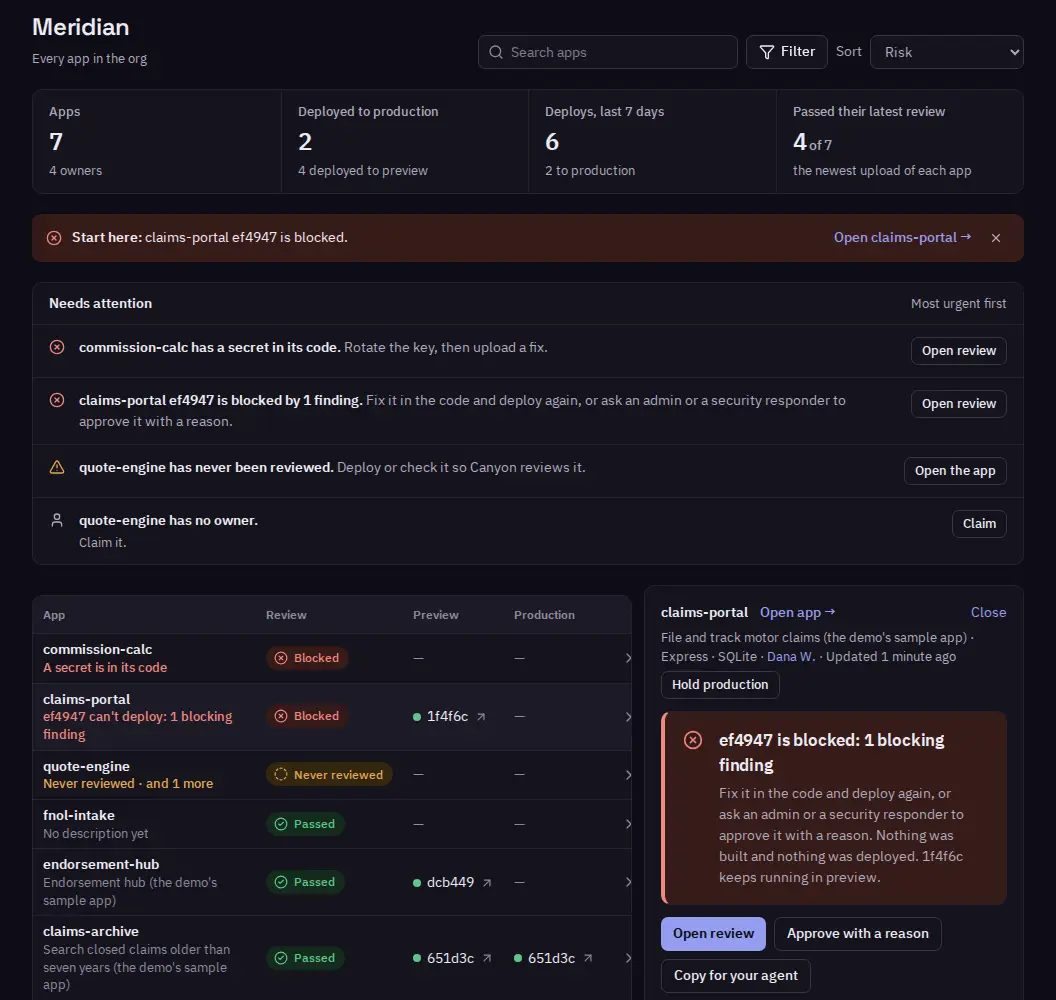 Meridian
Every app in the org
Search apps
Filter
Sort
Risk
Apps
7
4 owners
Deployed to production
2
4 deployed to preview
Deploys, last 7 days
6
2 to production
Passed their latest review
4 of 7
the newest upload of each app
Start here: claims-portal ef4947 is blocked.
Open claims-portal →
Needs attention
Most urgent first
commission-calc has a secret in its code. Rotate the key, then upload a fix.
Open review
claims-portal ef4947 is blocked by 1 finding. Fix it in the code and deploy again, or ask an admin or a security responder to
approve it with a reason.
Open review
quote-engine has never been reviewed. Deploy or check it so Canyon reviews it.
Open the app
quote-engine has no owner.
Claim it.
Claim
App
Review
Preview
Production
commission-calc
A secret is in its code
Blocked
—
—
claims-portal
ef4947 can't deploy: 1 blocking
finding
Blocked
1f4f6c ↗
—
quote-engine
Never reviewed · and 1 more
Never reviewed
—
—
fnol-intake
No description yet
Passed
—
—
endorsement-hub
Endorsement hub (the demo's
sample app)
Passed
dcb449 ↗
—
claims-archive
Search closed claims older than
seven years (the demo's sample
app)
Passed
651d3c ↗
651d3c ↗
claims-portal
Open app →
Close
File and track motor claims (the demo's sample app) ·
Express · SQLite · Dana W. · Updated 1 minute ago
Hold production
ef4947 is blocked: 1 blocking
finding
Fix it in the code and deploy again, or
ask an admin or a security responder to
approve it with a reason. Nothing was
built and nothing was deployed. 1f4f6c
keeps running in preview.
Open review
Approve with a reason
Copy for your agent